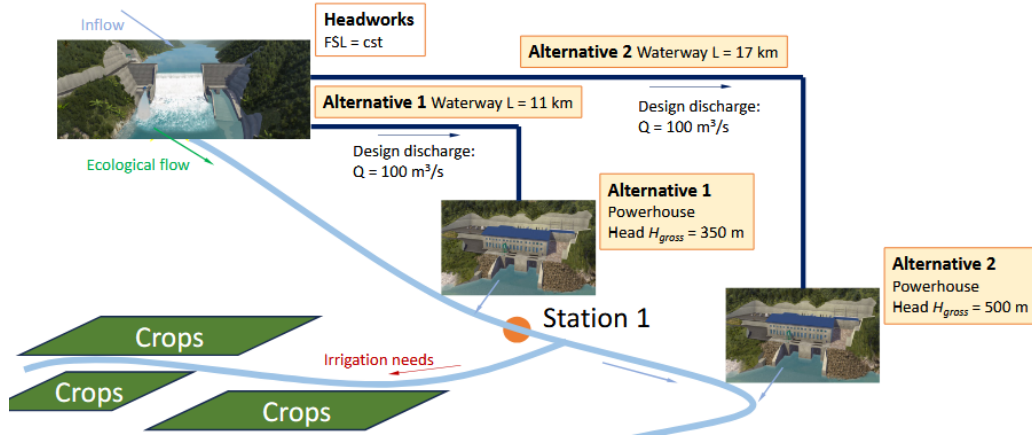 Inflow
Headworks
FSL = cst
Alternative 2 Waterway L = 17 km
Alternative 1 Waterway L = 11 km
Design discharge:
Q = 100 m³/s
Design discharge:
Q = 100 m³/s
Ecological flow
Alternative 1
Powerhouse
Head Hgross = 350 m
Alternative 2
Powerhouse
Head Hgross = 500 m
Station 1
Crops
Irrigation needs
Crops
Crops